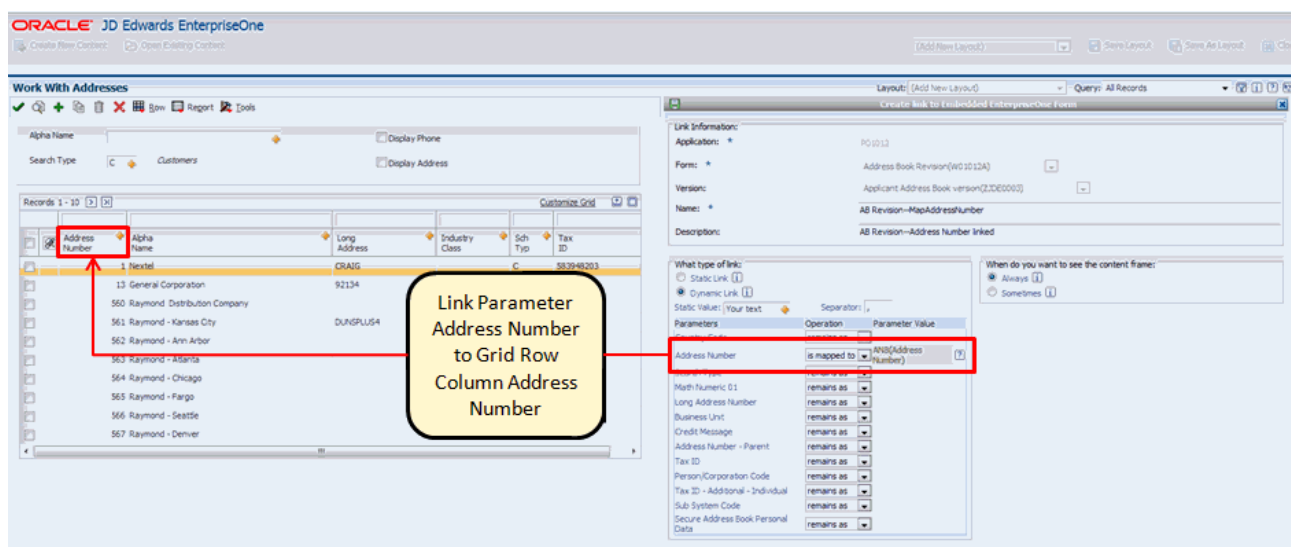 ORACLE JD Edwards EnterpriseOne
Create New Content Open Existing Content
(Add New Layout) Save Layout Save As Layout Clo
Work With Addresses
Layout: (Add New Layout) Query: All Records
Row Report Tools
Create link to Embedded EnterpriseOne Form
Alpha Name
Display Phone
Search Type C Customers
Display Address
Records 1 - 10 Customize Grid
Address Number Alpha Name Long Address Industry Class Sch Typ Tax ID
1 Nextel CRAIG C 583948203
13 General Corporation 92134
560 Raymond Distribution Company
561 Raymond - Kansas City DUNSPLUS4
562 Raymond - Ann Arbor
563 Raymond - Atlanta
564 Raymond - Chicago
565 Raymond - Fargo
566 Raymond - Seattle
567 Raymond - Denver
Link Parameter
Address Number
to Grid Row
Column Address
Number
Link Information:
Application: * P01012
Form: * Address Book Revision(W01012A)
Version: Applicant Address Book version(ZJDE0003)
Name: * AB Revision--MapAddressNumber
Description: AB Revision--Address Number linked
What type of link:
Static Link
Dynamic Link
Static Value: Your text Separator: ,
Parameters Operation Parameter Value
Country Code remains as
Address Number is mapped to AN8(Address Number)
Search Type remains as
Math Numeric 01 remains as
Long Address Number remains as
Business Unit remains as
Credit Message remains as
Address Number - Parent remains as
Tax ID remains as
Person/Corporation Code remains as
Tax ID - Additional - Individual remains as
Sub System Code remains as
Secure Address Book Personal Data remains as
When do you want to see the content frame:
Always
Sometimes